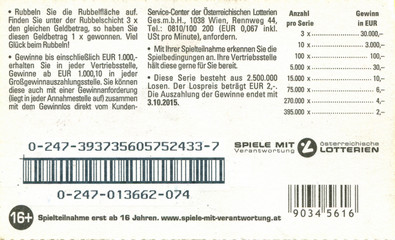 • Rubbeln Sie die Rubbelfläche auf.
Finden Sie unter der Rubbelschicht 3 x
den gleichen Geldbetrag, so haben Sie
diesen Geldbetrag 1 x gewonnen. Viel
Glück beim Rubbeln!
• Gewinne bis einschließlich EUR 1.000,-
erhalten Sie in jeder Vertriebsstelle,
Gewinne ab EUR 1.000,10 in jeder
Großgewinnauszahlungsstelle. Sie können
diese auch mit einer Gewinnanforderung
(liegt in jeder Annahmestelle auf) zusammen
mit dem Gewinnlos direkt vom Kunden-
Service-Center der Österreichischen Lotterien
Ges.m.b.H., 1038 Wien, Rennweg 44,
Tel.: 0810/100 200 (EUR 0,067 inkl.
USt pro Minute), anfordern.
• Mit Ihrer Spielteilnahme erkennen Sie die
Spielbedingungen an. Ihre Vertriebsstelle
hält diese gerne für Sie bereit.
• Diese Serie besteht aus 2.500.000
Losen. Der Lospreis beträgt EUR 2,-.
Die Auszahlung der Gewinne endet mit
3.10.2015.
Anzahl pro Serie Gewinne in EUR
3 x 30.000,–
10 x 3.000,–
100 x 100,–
5.000 x 30,–
15.000 x 10,–
75.000 x 6,–
270.000 x 4,–
395.000 x 2,–
0-247-393735605752433-7
0-247-013662-074
SPIELE MIT
Verantwortung
österreichische
LOTTERIEN
16+ Spielteilnahme erst ab 16 Jahren. www.spiele-mit-verantwortung.at
9034 5616